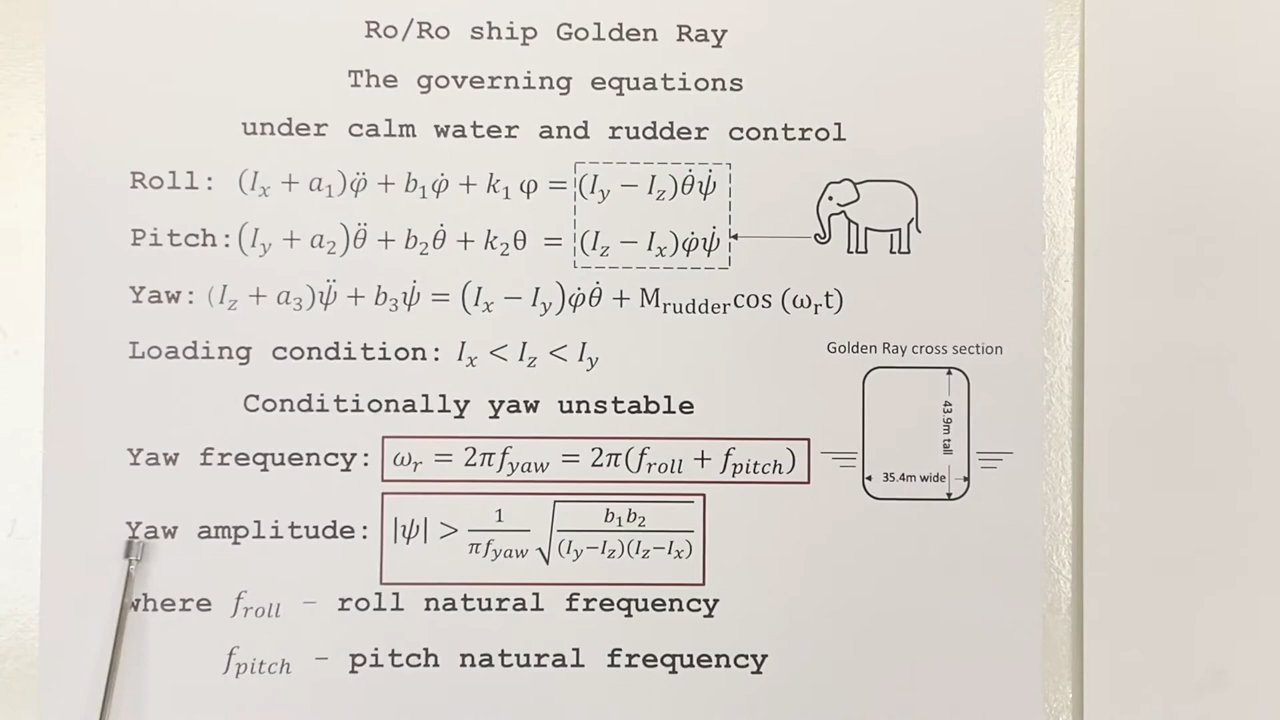 Ro/Ro ship Golden Ray
The governing equations
under calm water and rudder control
Roll: (I_x + a_1)φ̈ + b_1φ̇ + k_1 φ = (I_y − I_z)θ̇ψ̇
Pitch: (I_y + a_2)θ̈ + b_2θ̇ + k_2θ = (I_z − I_x)φ̇ψ̇
Yaw: (I_z + a_3)ψ̈ + b_3ψ̇ = (I_x − I_y)φ̇θ̇ + M_rudder cos (ω_r t)
Loading condition: I_x < I_z < I_y
Golden Ray cross section
43.9m tall
35.4m wide
Conditionally yaw unstable
Yaw frequency: ω_r = 2πf_yaw = 2π(f_roll + f_pitch)
Yaw amplitude: |ψ| > 1/(πf_yaw) √(b_1b_2/((I_y−I_z)(I_z−I_x)))
where f_roll – roll natural frequency
f_pitch – pitch natural frequency